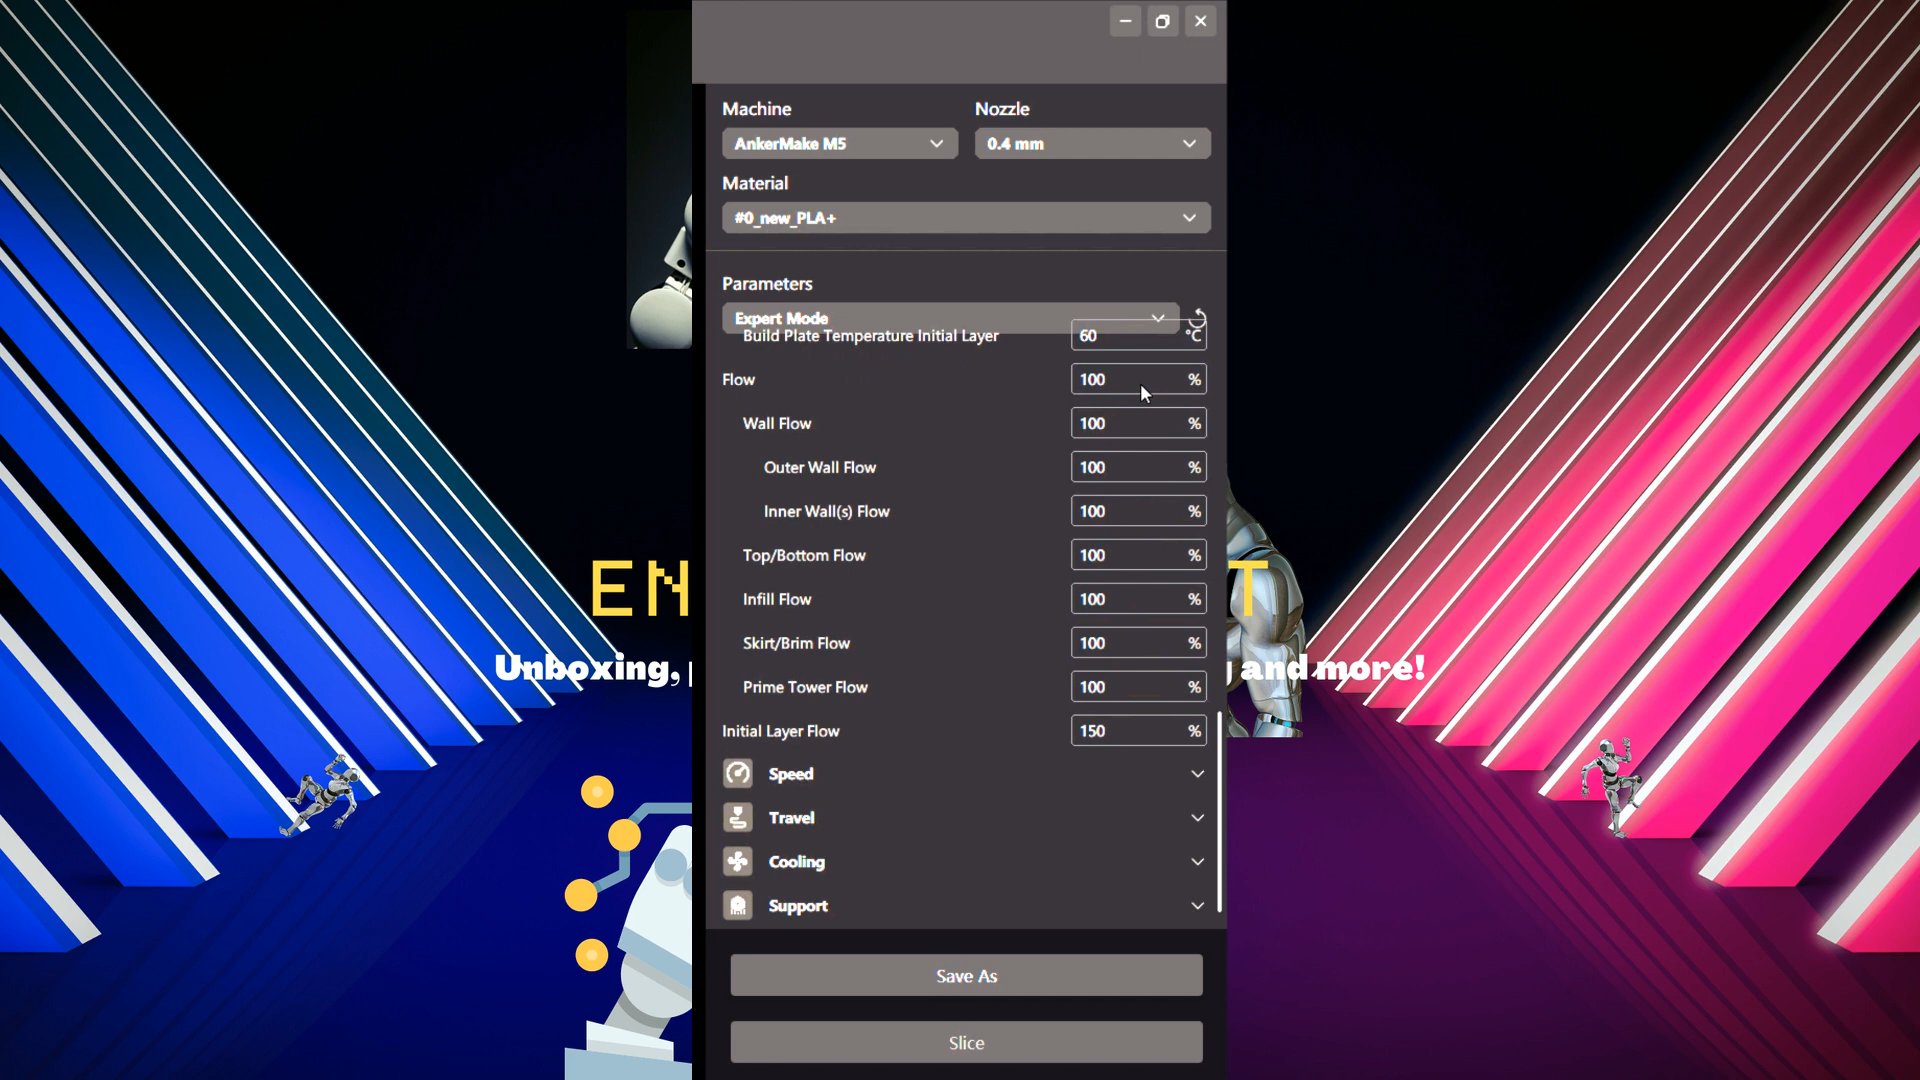 Machine
Nozzle
AnkerMake M5
0.4 mm
Material
#0_new_PLA+
Parameters
Expert Mode
Build Plate Temperature Initial Layer
60
°C
Flow
100
%
Wall Flow
100
%
Outer Wall Flow
100
%
Inner Wall(s) Flow
100
%
Top/Bottom Flow
100
%
Infill Flow
100
%
Skirt/Brim Flow
100
%
Prime Tower Flow
100
%
Initial Layer Flow
150
%
Speed
Travel
Cooling
Support
Save As
Slice
EN
T
Unboxing,
and more!